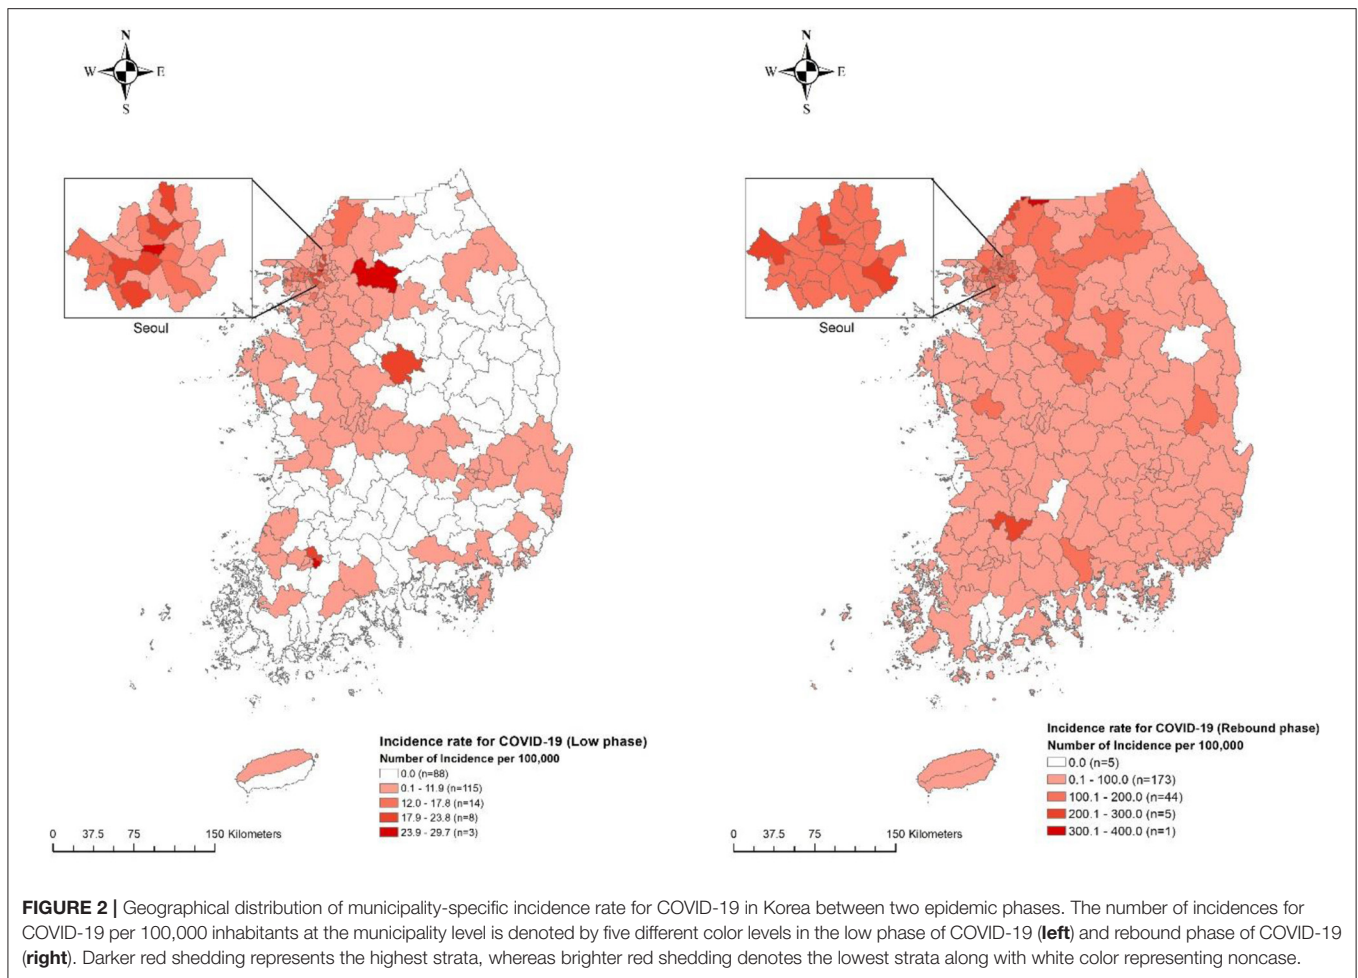 N
W E
S
Seoul
Incidence rate for COVID-19 (Low phase)
Number of Incidence per 100,000
0.0 (n=88)
0.1 - 11.9 (n=115)
12.0 - 17.8 (n=14)
17.9 - 23.8 (n=8)
23.9 - 29.7 (n=3)
0 37.5 75 150 Kilometers
N
W E
S
Seoul
Incidence rate for COVID-19 (Rebound phase)
Number of Incidence per 100,000
0.0 (n=5)
0.1 - 100.0 (n=173)
100.1 - 200.0 (n=44)
200.1 - 300.0 (n=5)
300.1 - 400.0 (n=1)
0 37.5 75 150 Kilometers
FIGURE 2 | Geographical distribution of municipality-specific incidence rate for COVID-19 in Korea between two epidemic phases. The number of incidences for
COVID-19 per 100,000 inhabitants at the municipality level is denoted by five different color levels in the low phase of COVID-19 (left) and rebound phase of COVID-19
(right). Darker red shedding represents the highest strata, whereas brighter red shedding denotes the lowest strata along with white color representing noncase.